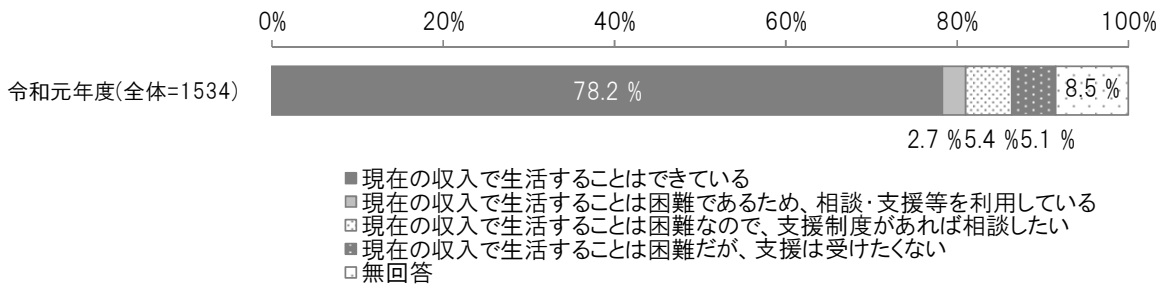 0% 20% 40% 60% 80% 100%
令和元年度(全体=1534) 78.2 % 8.5 %
2.7 % 5.4 % 5.1 %
現在の収入で生活することはできている
現在の収入で生活することは困難であるため、相談・支援等を利用している
現在の収入で生活することは困難なので、支援制度があれば相談したい
現在の収入で生活することは困難だが、支援は受けたくない
無回答